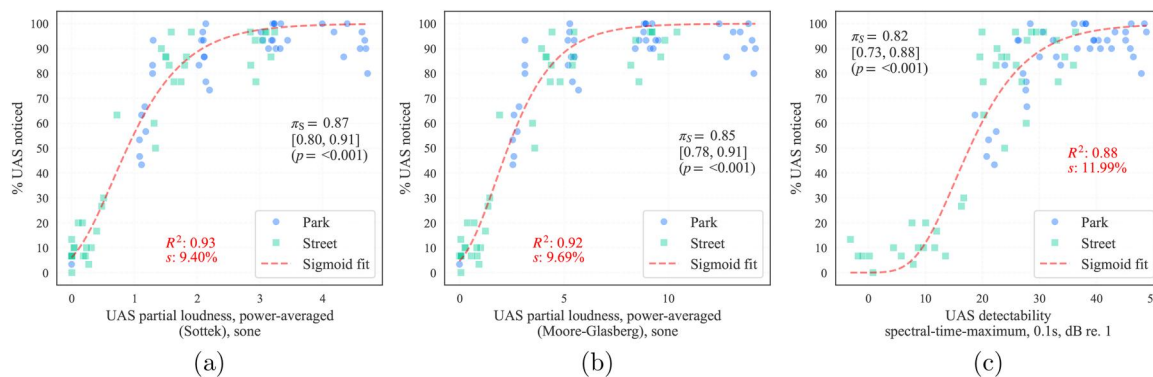 % UAS noticed
100
90
80
70
60
50
40
30
20
10
0
πS = 0.87
[0.80, 0.91]
(p = <0.001)
R²: 0.93
s: 9.40%
Park
Street
Sigmoid fit
0 1 2 3 4
UAS partial loudness, power-averaged
(Sottek), sone
(a)
% UAS noticed
100
90
80
70
60
50
40
30
20
10
0
πS = 0.85
[0.78, 0.91]
(p = <0.001)
R²: 0.92
s: 9.69%
Park
Street
Sigmoid fit
0 5 10
UAS partial loudness, power-averaged
(Moore-Glasberg), sone
(b)
% UAS noticed
100
90
80
70
60
50
40
30
20
10
0
πS = 0.82
[0.73, 0.88]
(p = <0.001)
R²: 0.88
s: 11.99%
Park
Street
Sigmoid fit
0 10 20 30 40
UAS detectability
spectral-time-maximum, 0.1s, dB re. 1
(c)